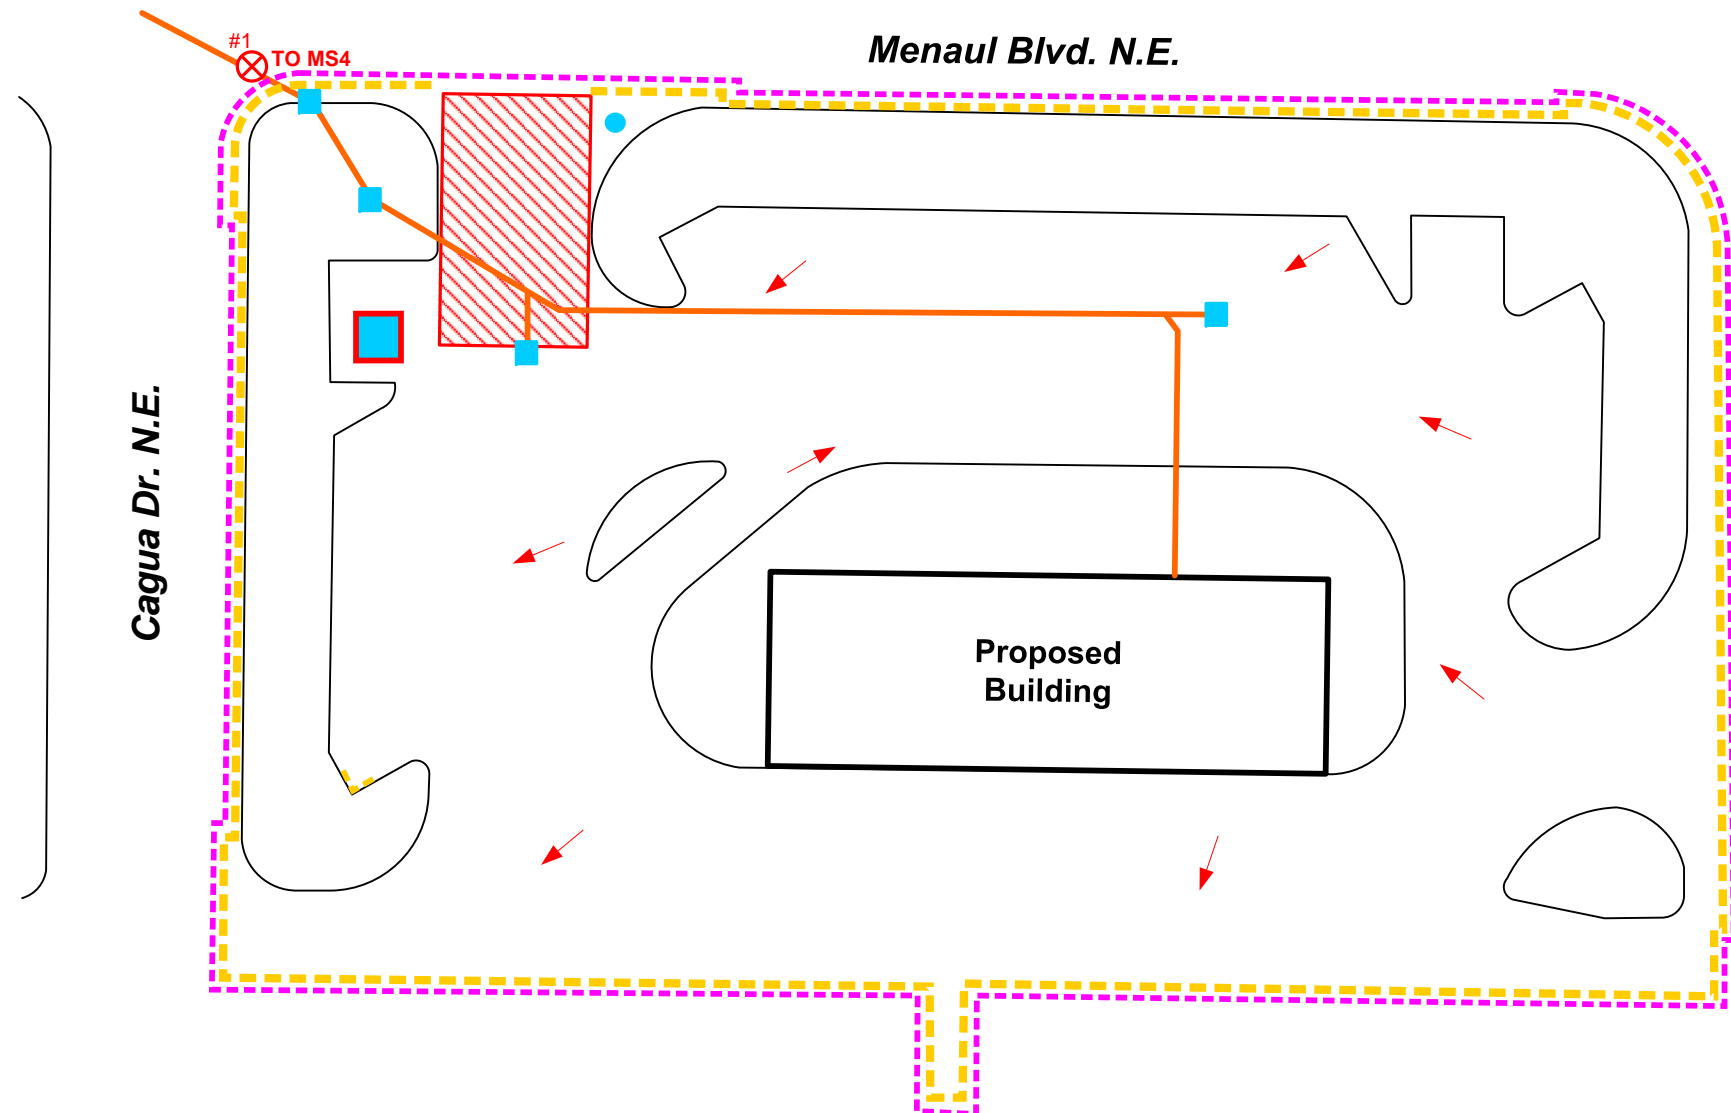 #1
TO MS4
Menaul Blvd. N.E.
Cagua Dr. N.E.
Proposed
Building